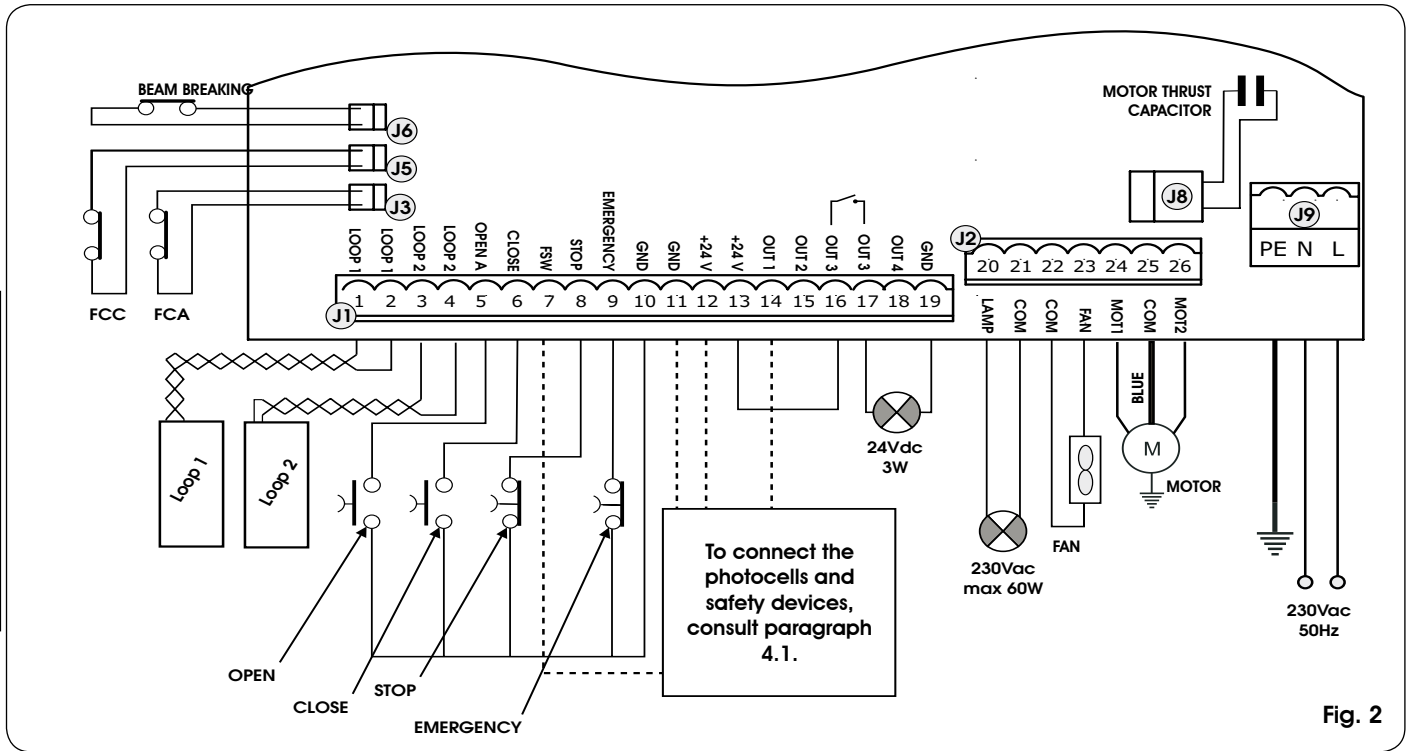 BEAM BREAKING
J6
J5
J3
FCC
FCA
MOTOR THRUST
CAPACITOR
J8
J9
PE N L
LOOP 1
LOOP 1
LOOP 2
LOOP 2
OPEN A
CLOSE
FSW
STOP
EMERGENCY
GND
GND
+24 V
+24 V
OUT 1
OUT 2
OUT 3
OUT 3
OUT 4
GND
J1
1 2 3 4 5 6 7 8 9 10 11 12 13 14 15 16 17 18 19
J2
20 21 22 23 24 25 26
LAMP
COM
COM
FAN
MOT1
COM
MOT2
BLUE
Loop 1
Loop 2
24Vdc
3W
M
MOTOR
FAN
230Vac
max 60W
230Vac
50Hz
To connect the
photocells and
safety devices,
consult paragraph
4.1.
OPEN
CLOSE
STOP
EMERGENCY
Fig. 2